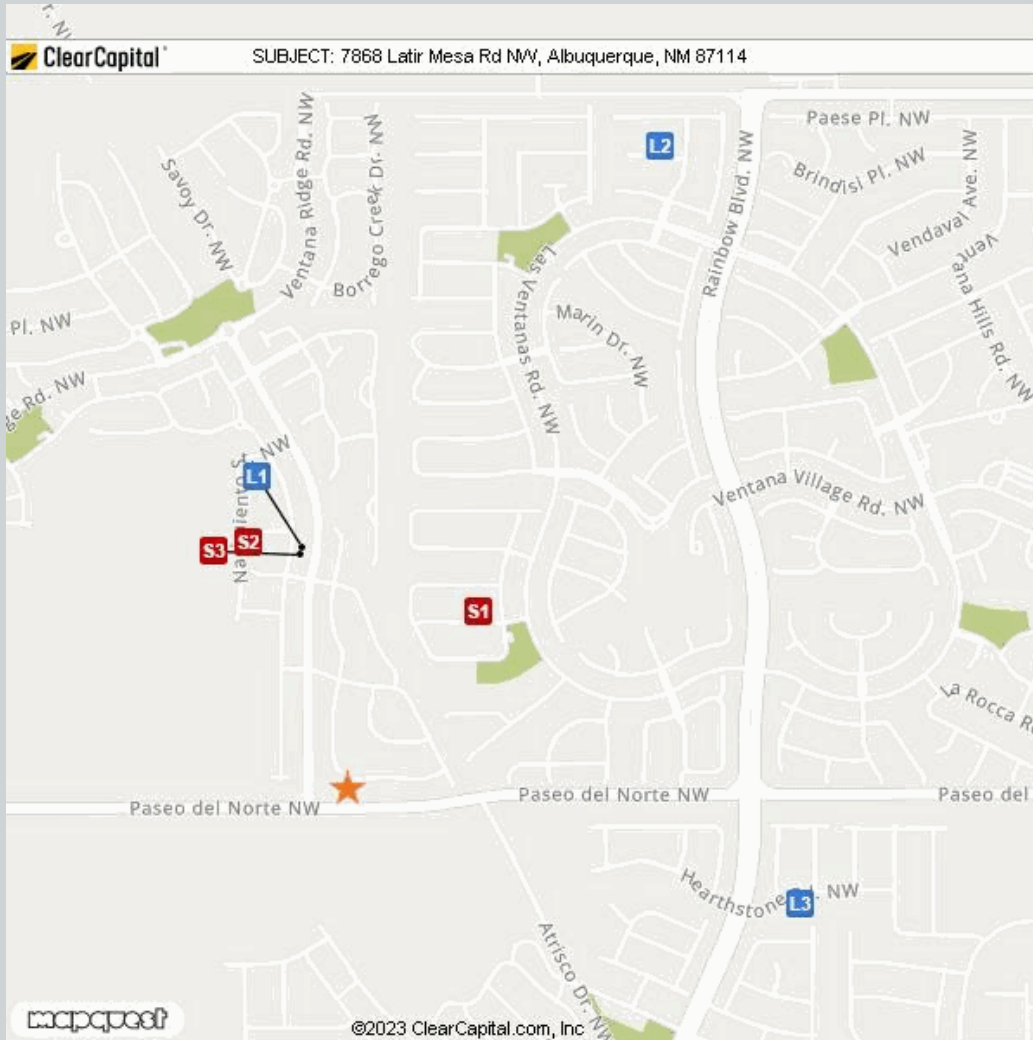 r. NW
ClearCapital
SUBJECT: 7868 Latir Mesa Rd NW, Albuquerque, NM 87114
Paese Pl. NW
L2
Ventana Ridge Rd. NW
Borrego Creek Dr. NW
Savoy Dr. NW
Rainbow Blvd. NW
Brindisi Pl. NW
Vendaval Ave. NW
Ventana Hills Rd. NW
Las Ventanas Rd. NW
Marin Dr. NW
Pl. NW
ge Rd. NW
NW
L1
S2
S3
Ventana Village Rd. NW
S1
La Rocca R
Paseo del Norte NW
Paseo del Norte NW
Paseo del
Hearthstone NW
L3
Atrisco Dr. NW
mapquest
©2023 ClearCapital.com, Inc